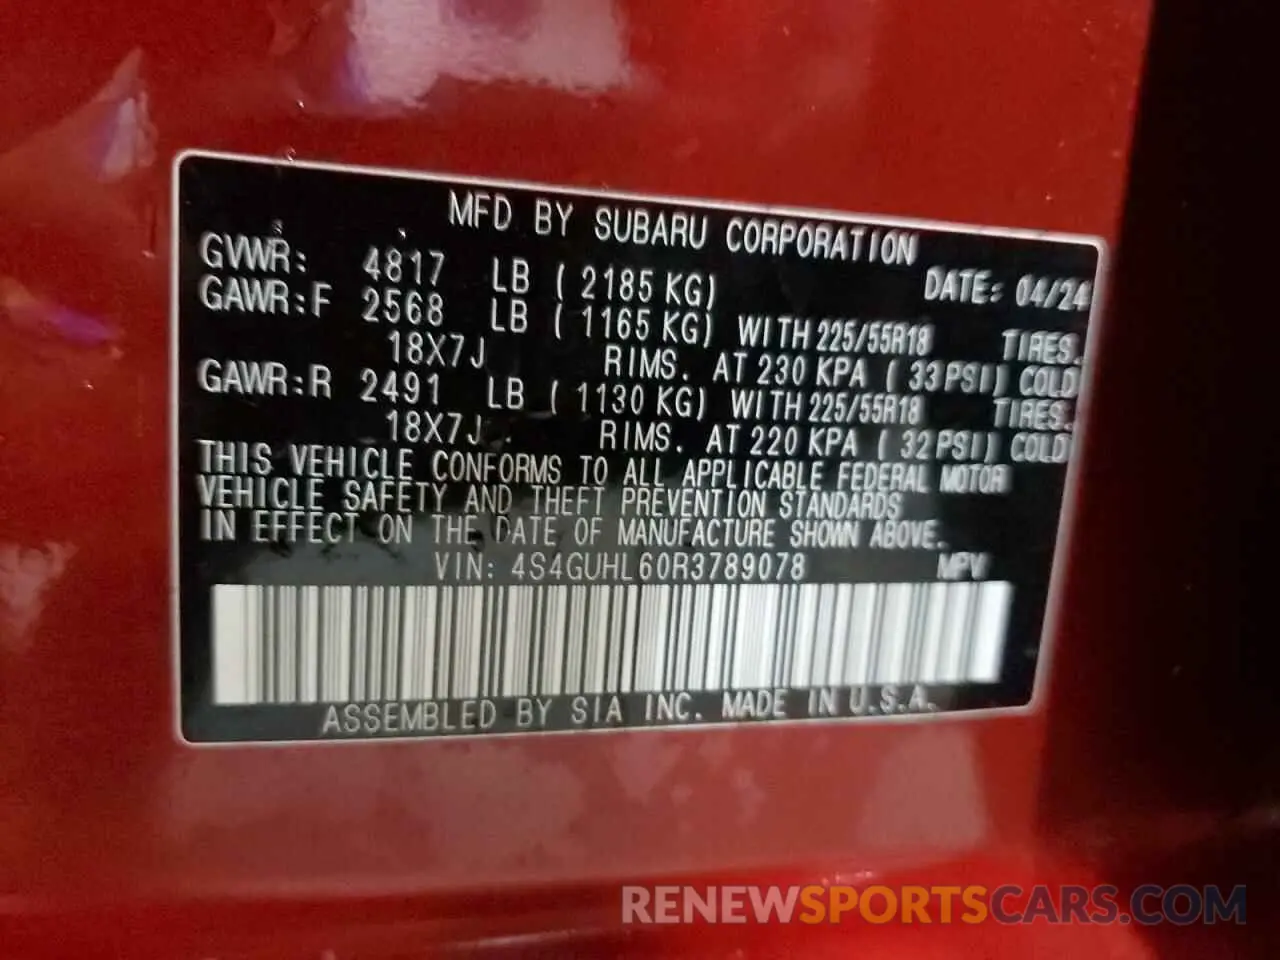 MFD BY SUBARU CORPORATION
GVWR: 4817 LB ( 2185 KG) DATE: 04/24
GAWR:F 2568 LB ( 1165 KG) WITH 225/55R18 TIRES.
18X7J RIMS. AT 230 KPA ( 33PSI) COLD
GAWR:R 2491 LB ( 1130 KG) WITH 225/55R18 TIRES.
18X7J . RIMS. AT 220 KPA ( 32PSI) COLD
THIS VEHICLE CONFORMS TO ALL APPLICABLE FEDERAL MOTOR
VEHICLE SAFETY AND THEFT PREVENTION STANDARDS
IN EFFECT ON THE DATE OF MANUFACTURE SHOWN ABOVE.
VIN: 4S4GUHL60R3789078 MPV
ASSEMBLED BY SIA INC. MADE IN U.S.A.
RENEWSPORTSCARS.COM